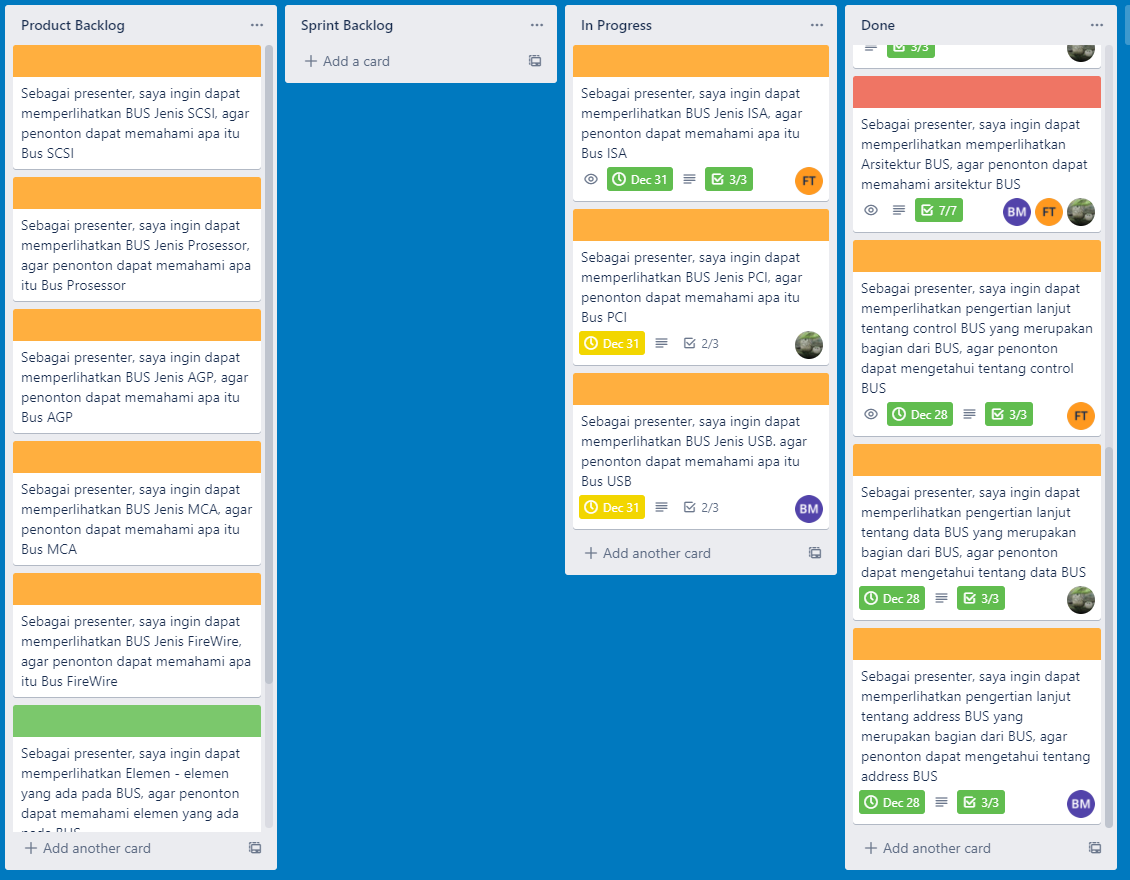 Product Backlog
Sebagai presenter, saya ingin dapat
memperlihatkan BUS Jenis SCSI, agar
penonton dapat memahami apa itu
Bus SCSI
Sebagai presenter, saya ingin dapat
memperlihatkan BUS Jenis Prosessor,
agar penonton dapat memahami apa
itu Bus Prosessor
Sebagai presenter, saya ingin dapat
memperlihatkan BUS Jenis AGP, agar
penonton dapat memahami apa itu
Bus AGP
Sebagai presenter, saya ingin dapat
memperlihatkan BUS Jenis MCA, agar
penonton dapat memahami apa itu
Bus MCA
Sebagai presenter, saya ingin dapat
memperlihatkan BUS Jenis FireWire,
agar penonton dapat memahami apa
itu Bus FireWire
Sebagai presenter, saya ingin dapat
memperlihatkan Elemen - elemen
yang ada pada BUS, agar penonton
dapat memahami elemen yang ada
pada BUS
Add another card
Sprint Backlog
Add a card
In Progress
Sebagai presenter, saya ingin dapat
memperlihatkan BUS Jenis ISA, agar
penonton dapat memahami apa itu
Bus ISA
Dec 31 3/3 FT
Sebagai presenter, saya ingin dapat
memperlihatkan BUS Jenis PCI, agar
penonton dapat memahami apa itu
Bus PCI
Dec 31 2/3
Sebagai presenter, saya ingin dapat
memperlihatkan BUS Jenis USB. agar
penonton dapat memahami apa itu
Bus USB
Dec 31 2/3 BM
Add another card
Done
3/3
Sebagai presenter, saya ingin dapat
memperlihatkan memperlihatkan
Arsitektur BUS, agar penonton dapat
memahami arsitektur BUS
7/7 BM FT
Sebagai presenter, saya ingin dapat
memperlihatkan pengertian lanjut
tentang control BUS yang merupakan
bagian dari BUS, agar penonton
dapat mengetahui tentang control
BUS
Dec 28 3/3 FT
Sebagai presenter, saya ingin dapat
memperlihatkan pengertian lanjut
tentang data BUS yang merupakan
bagian dari BUS, agar penonton
dapat mengetahui tentang data BUS
Dec 28 3/3
Sebagai presenter, saya ingin dapat
memperlihatkan pengertian lanjut
tentang address BUS yang
merupakan bagian dari BUS, agar
penonton dapat mengetahui tentang
address BUS
Dec 28 3/3 BM
Add another card